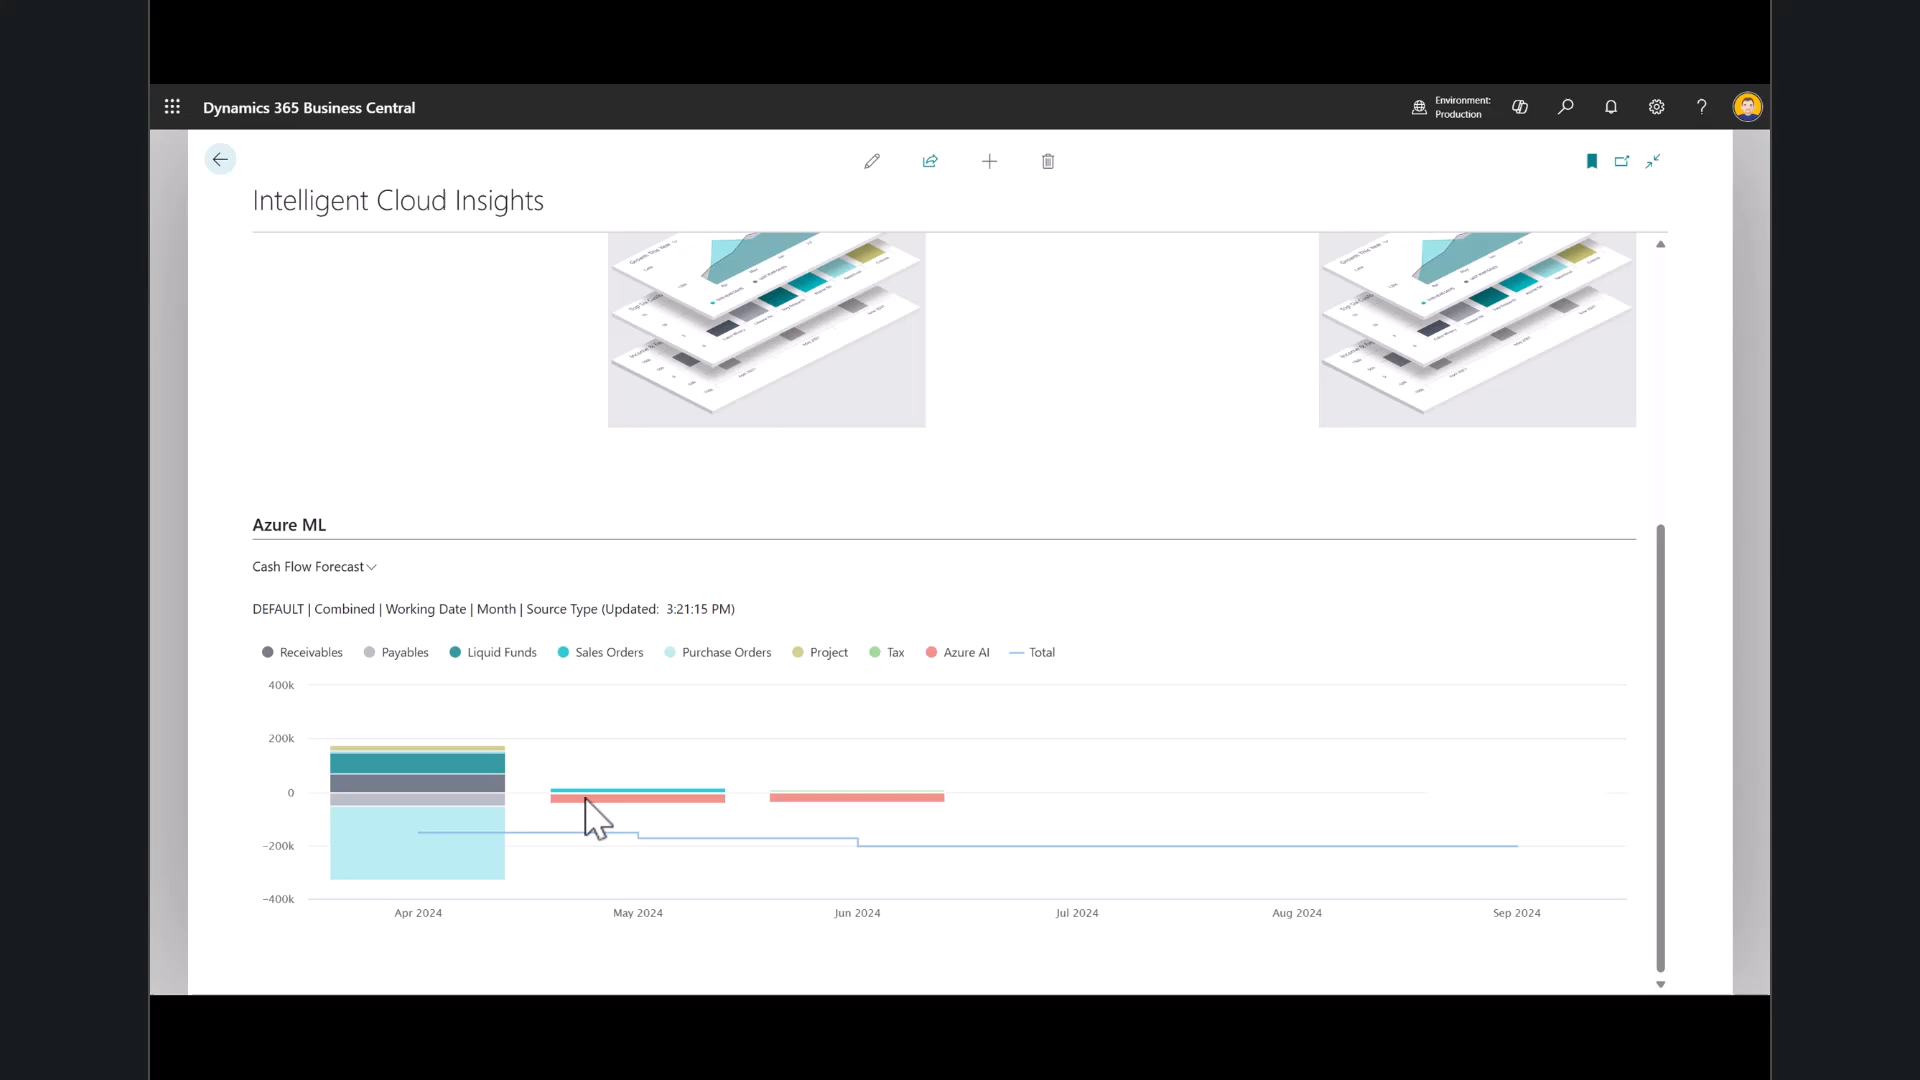 Dynamics 365 Business Central
Environment:
Production
Intelligent Cloud Insights
Azure ML
Cash Flow Forecast
DEFAULT | Combined | Working Date | Month | Source Type (Updated: 3:21:15 PM)
Receivables Payables Liquid Funds Sales Orders Purchase Orders Project Tax Azure AI Total
400k
200k
0
−200k
−400k
Apr 2024 May 2024 Jun 2024 Jul 2024 Aug 2024 Sep 2024